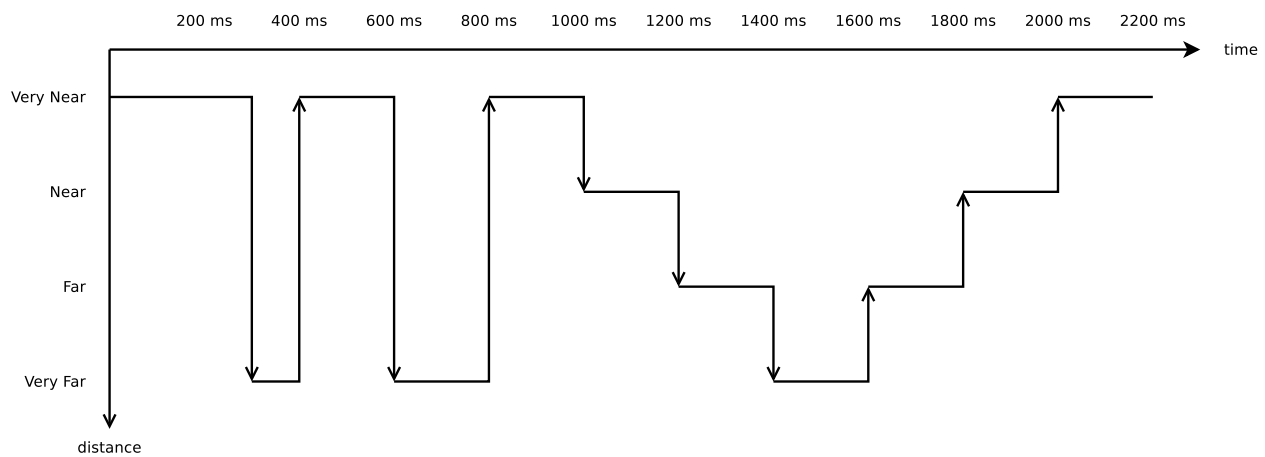 200 ms 400 ms 600 ms 800 ms 1000 ms 1200 ms 1400 ms 1600 ms 1800 ms 2000 ms 2200 ms
time
Very Near
Near
Far
Very Far
distance